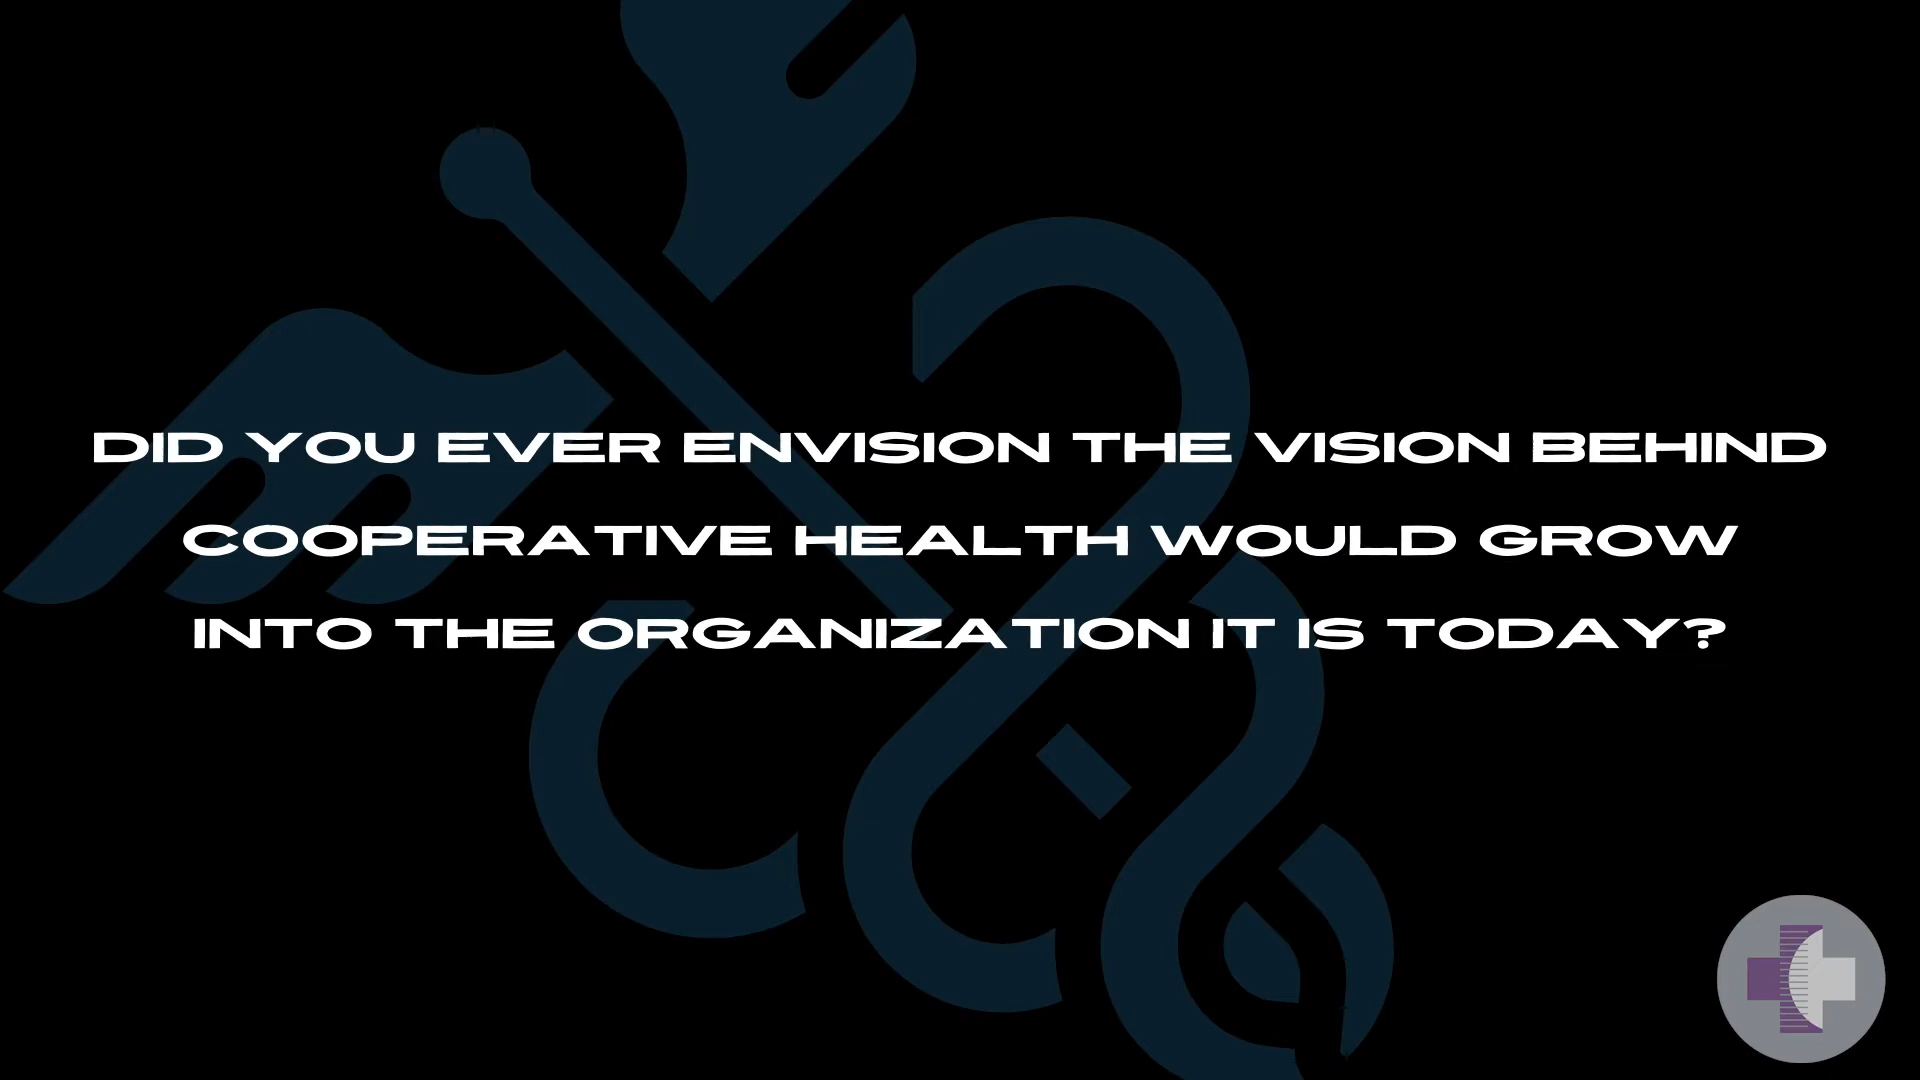 DID YOU EVER ENVISION THE VISION BEHIND
COOPERATIVE HEALTH WOULD GROW
INTO THE ORGANIZATION IT IS TODAY?